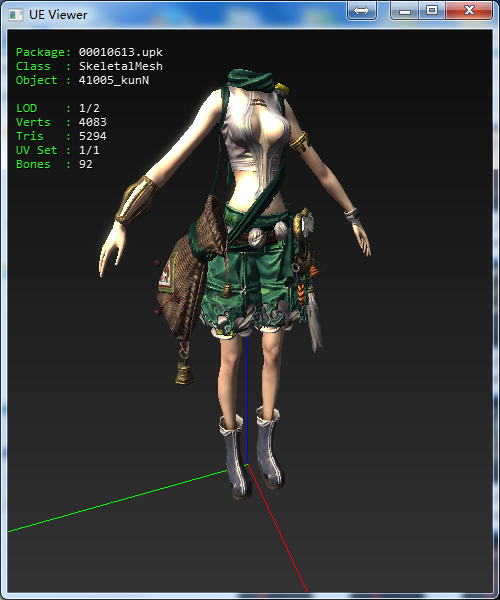 UE Viewer
Package: 00010613.upk
Class : SkeletalMesh
Object : 41005_kunN
LOD : 1/2
Verts : 4083
Tris : 5294
UV Set : 1/1
Bones : 92